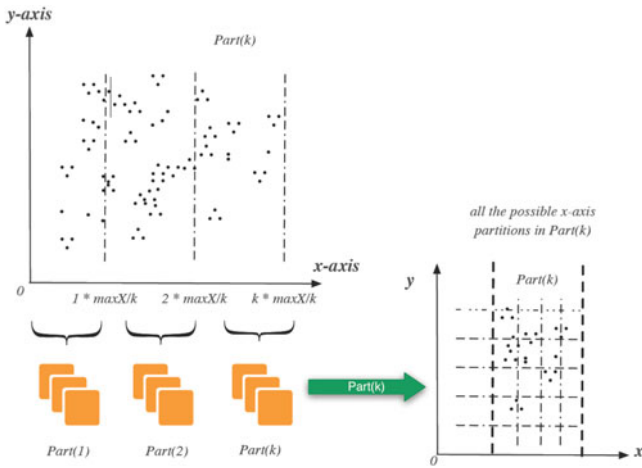 y-axis
Part(k)
x-axis
0
1 * maxX/k 2 * maxX/k k * maxX/k
Part(1) Part(2) Part(k)
Part(k)
all the possible x-axis
partitions in Part(k)
y
Part(k)
0
x